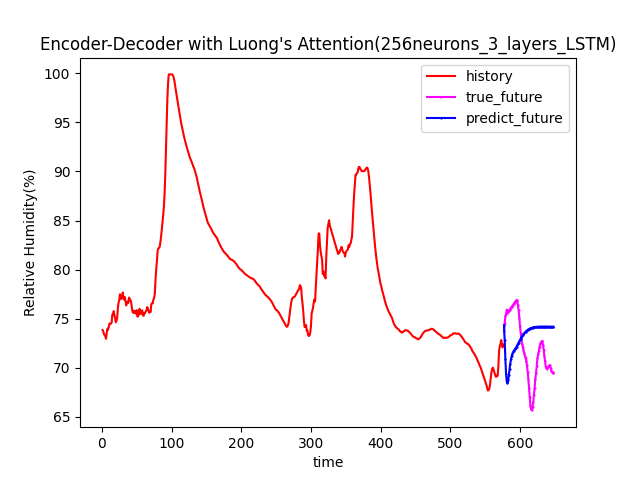 Encoder-Decoder with Luong's Attention(256neurons_3_layers_LSTM)
history
true_future
predict_future
Relative Humidity(%)
100
95
90
85
80
75
70
65
0
100
200
300
400
500
600
time